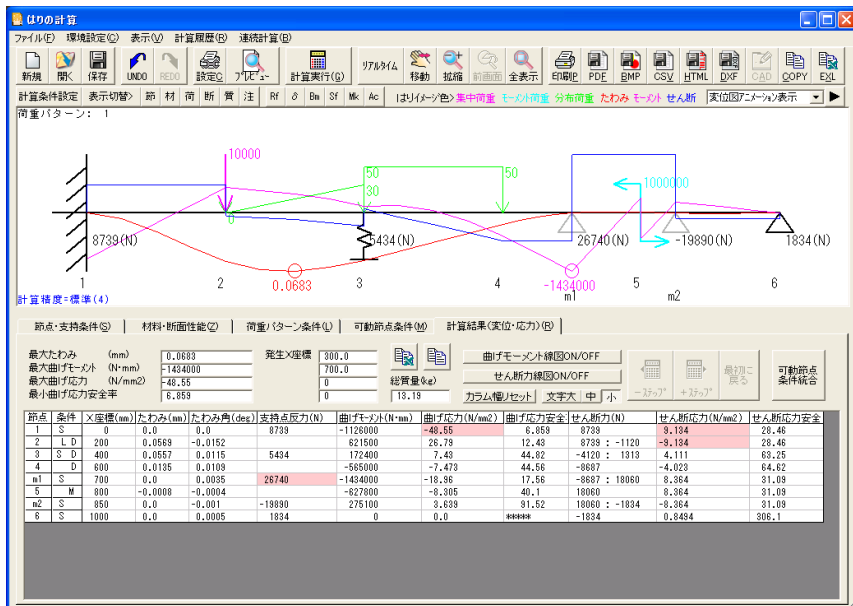 はりの計算
ファイル(F) 環境設定(C) 表示(V) 計算履歴(R) 連続計算(B)
新規 開く 保存 UNDO REDO 設定C プレビュー 計算実行(G) リアルタイム 移動 拡縮 前画面 全表示 印刷P PDF BMP CSV HTML DXF CAD COPY EXL
計算条件設定 表示切替> 節 材 荷 断 質 注 Rf δ Bm Sf Mk Ac はりイメージ色> 集中荷重 モーメント荷重 分布荷重 たわみ モーメント せん断 変位図アニメーション表示
荷重パターン: 1
10000
50 50
30 1000000
0
8739(N) 5434(N) 26740(N) -19890(N) 1834(N)
0.0683 -1434000
1 2 3 4 5 6
m1 m2
計算精度=標準(4)
節点・支持条件(S) 材料・断面性能(Z) 荷重パターン条件(L) 可動節点条件(M) 計算結果(変位・応力)(R)
最大たわみ (mm) 0.0683 発生X座標 300.0 曲げモーメント線図ON/OFF
最大曲げモーメント (N・mm) -1434000 700.0
最大曲げ応力 (N/mm2) -48.55 0 総質量(kg) せん断力線図ON/OFF
最小曲げ応力安全率 6.859 0 13.19 カラム幅リセット 文字大 中 小
-ステップ +ステップ 最初に戻る 可動節点条件統合
節点 条件 X座標(mm) たわみ(mm) たわみ角(deg) 支持点反力(N) 曲げモーメント(N・mm) 曲げ応力(N/mm2) 曲げ応力安全 せん断力(N) せん断応力(N/mm2) せん断応力安全
1 S 0 0.0 0.0 8739 -1126000 -48.55 6.859 8739 9.134 28.46
2 L D 200 0.0569 -0.0152 621500 26.79 12.43 8739 : -1120 -9.134 28.46
3 S D 400 0.0557 0.0115 5434 172400 7.43 44.82 -4120 : 1313 4.111 63.25
4 D 600 0.0135 0.0109 -565000 -7.473 44.56 -8687 -4.023 64.62
m1 S 700 0.0 0.0035 26740 -1434000 -18.96 17.56 -8687 : 18060 8.364 31.09
5 M 800 -0.0008 -0.0004 -627800 -8.305 40.1 18060 8.364 31.09
m2 S 850 0.0 -0.001 -19890 275100 3.639 91.52 18060 : -1834 -8.364 31.09
6 S 1000 0.0 0.0005 1834 0 0.0 ***** -1834 0.8494 306.1